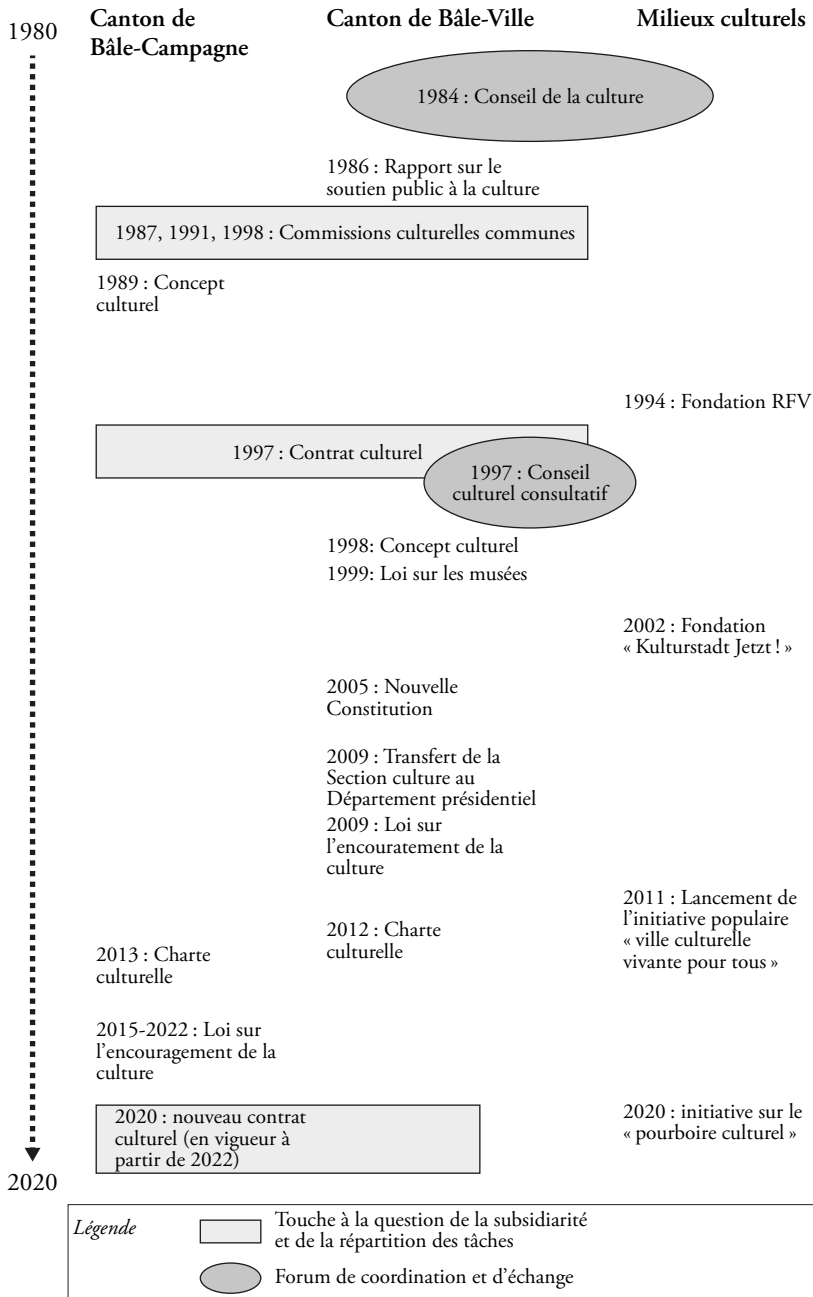 1980
Canton de
Bâle-Campagne
Canton de Bâle-Ville
Milieux culturels
1984 : Conseil de la culture
1986 : Rapport sur le
soutien public à la culture
1987, 1991, 1998 : Commissions culturelles communes
1989 : Concept
culturel
1994 : Fondation RFV
1997 : Contrat culturel
1997 : Conseil
culturel consultatif
1998: Concept culturel
1999: Loi sur les musées
2002 : Fondation
« Kulturstadt Jetzt ! »
2005 : Nouvelle
Constitution
2009 : Transfert de la
Section culture au
Département présidentiel
2009 : Loi sur
l'encouratement de la
culture
2011 : Lancement de
l'initiative populaire
« ville culturelle
vivante pour tous »
2012 : Charte
culturelle
2013 : Charte
culturelle
2015-2022 : Loi sur
l'encouragement de la
culture
2020 : nouveau contrat
culturel (en vigueur à
partir de 2022)
2020 : initiative sur le
« pourboire culturel »
2020
Légende
Touche à la question de la subsidiarité
et de la répartition des tâches
Forum de coordination et d'échange